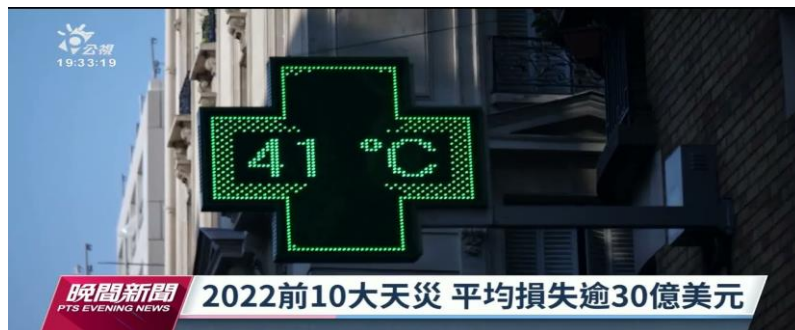 公視
19:33:19
41 °C
晚間新聞
PTS EVENING NEWS
2022前10大天災 平均損失逾30億美元